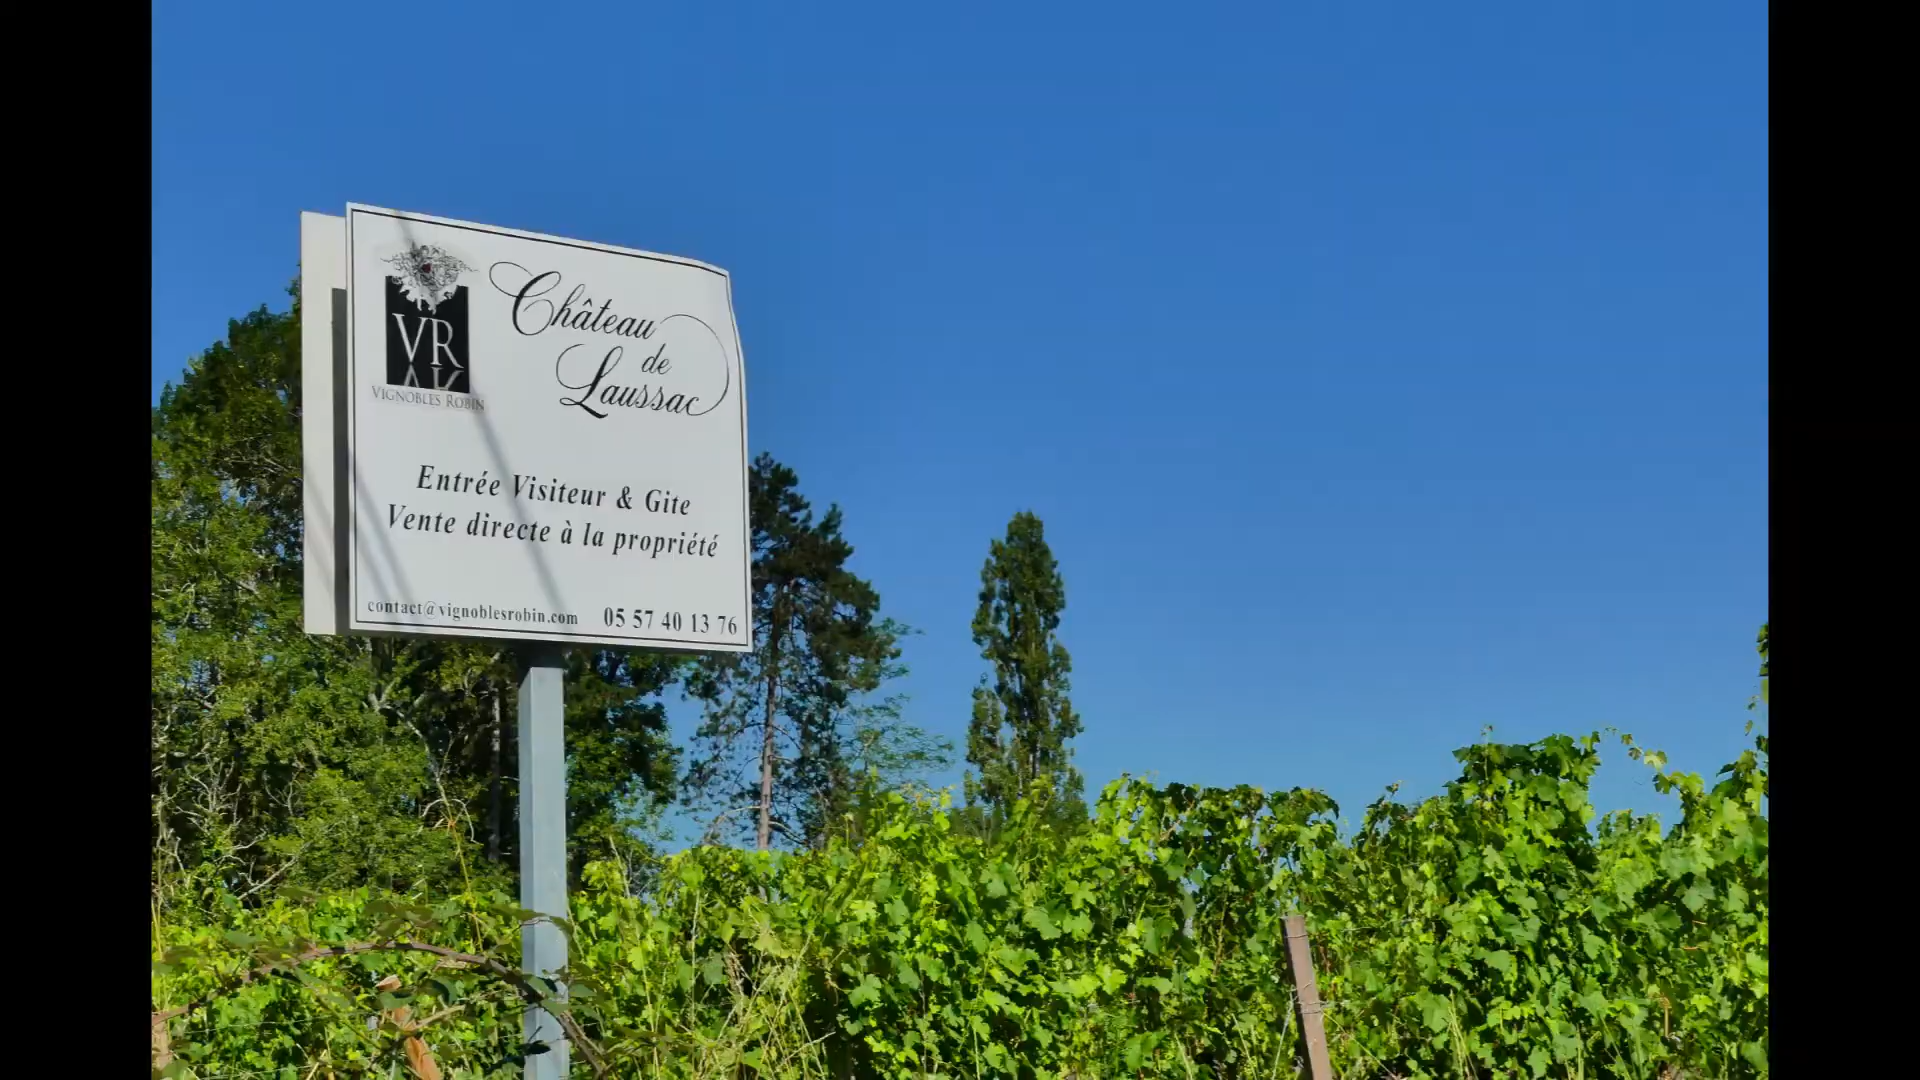 VR
VIGNOBLES ROBIN
Château
de
Laussac
Entrée Visiteur & Gite
Vente directe à la propriété
contact@vignoblesrobin.com 05 57 40 13 76